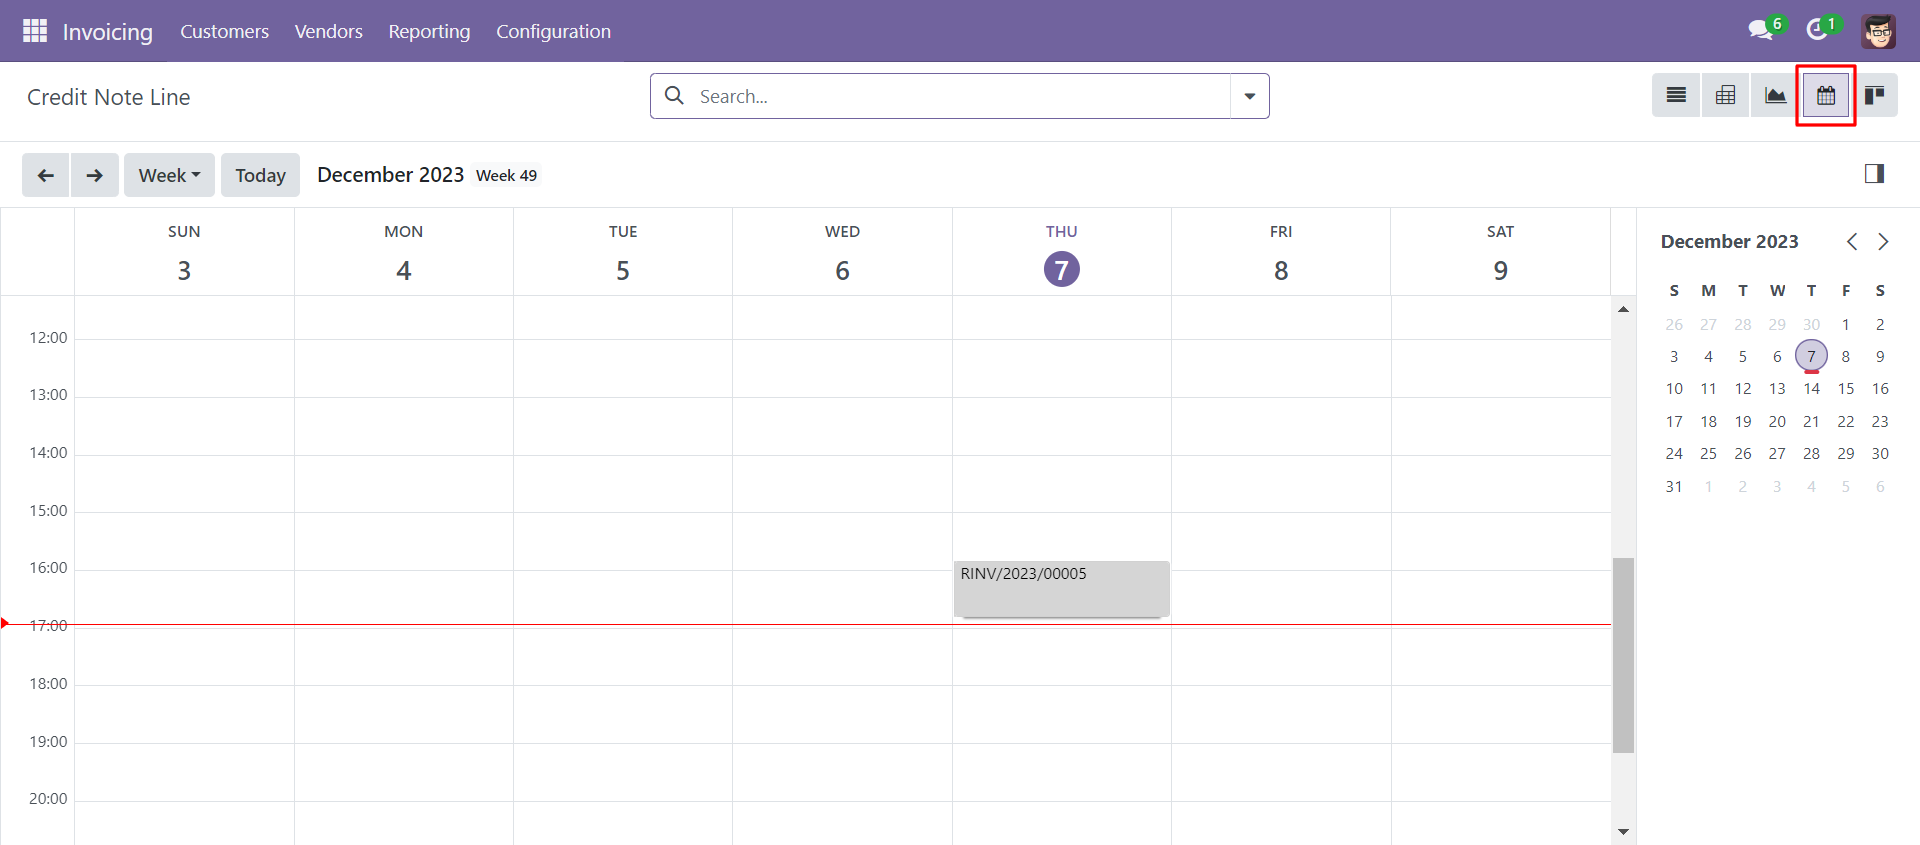 Invoicing Customers Vendors Reporting Configuration 6 1
Credit Note Line Search...
Week Today December 2023 Week 49
SUN MON TUE WED THU FRI SAT
3 4 5 6 7 8 9
12:00
13:00
14:00
15:00
16:00
RINV/2023/00005
17:00
18:00
19:00
20:00
December 2023
S M T W T F S
26 27 28 29 30 1 2
3 4 5 6 7 8 9
10 11 12 13 14 15 16
17 18 19 20 21 22 23
24 25 26 27 28 29 30
31 1 2 3 4 5 6